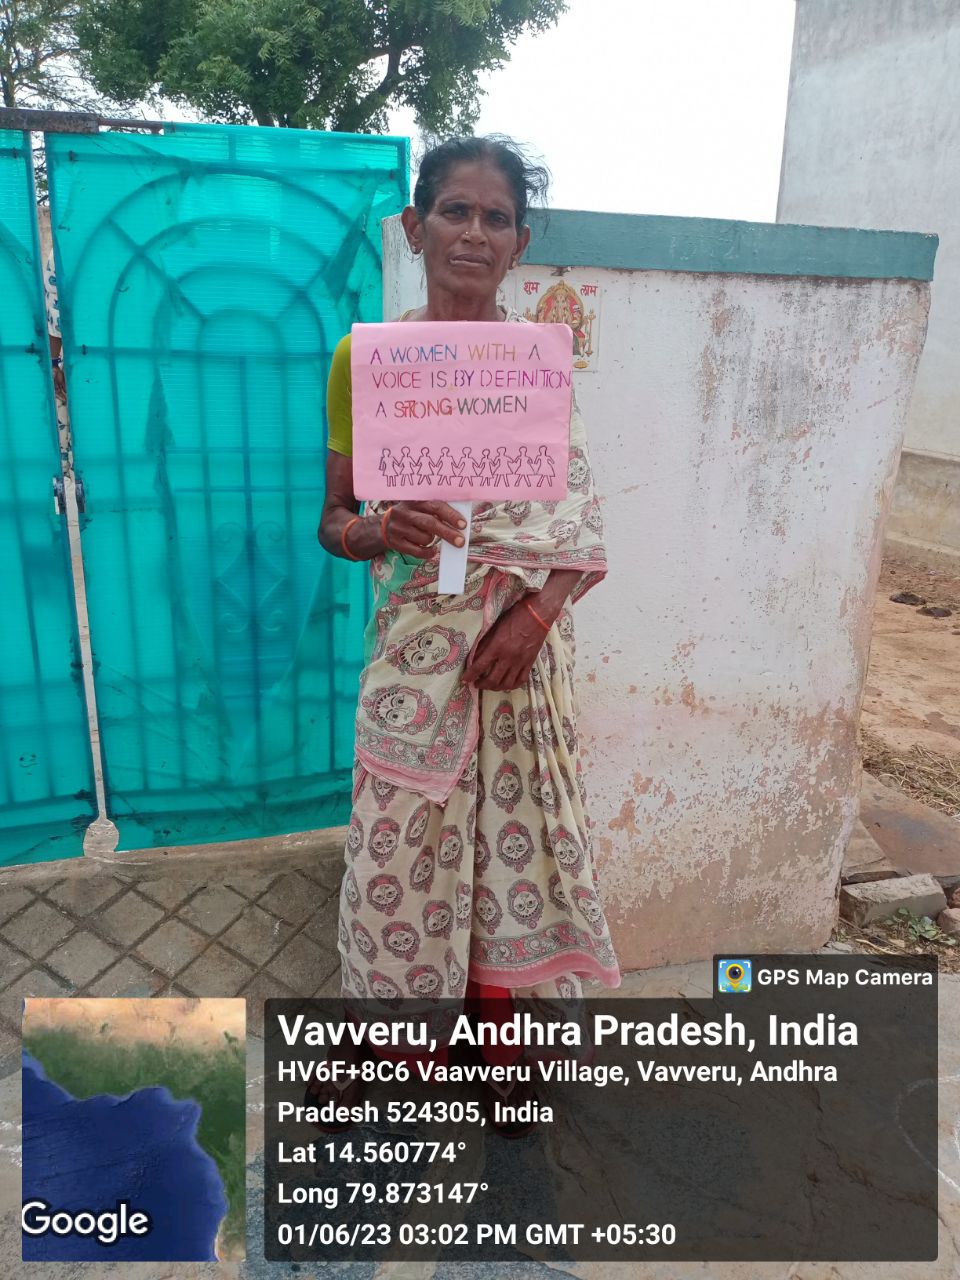 शुभ लाभ
A WOMEN WITH A
VOICE IS BY DEFINITION
A STRONG WOMEN
GPS Map Camera
Vavveru, Andhra Pradesh, India
HV6F+8C6 Vaavveru Village, Vavveru, Andhra
Pradesh 524305, India
Lat 14.560774°
Long 79.873147°
01/06/23 03:02 PM GMT +05:30
Google